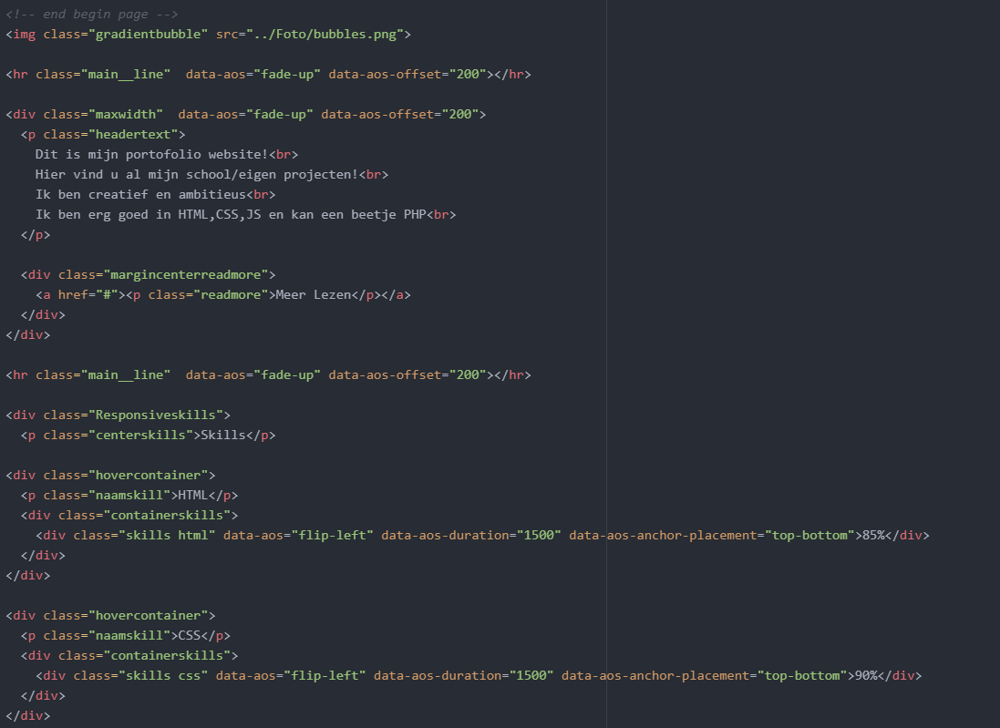 <!-- end begin page -->
<img class="gradientbubble" src="../Foto/bubbles.png">
<hr class="main__line"  data-aos="fade-up" data-aos-offset="200"></hr>
<div class="maxwidth"  data-aos="fade-up" data-aos-offset="200">
  <p class="headertext">
    Dit is mijn portofolio website!<br>
    Hier vind u al mijn school/eigen projecten!<br>
    Ik ben creatief en ambitieus<br>
    Ik ben erg goed in HTML,CSS,JS en kan een beetje PHP<br>
  </p>
  <div class="margincenterreadmore">
    <a href="#"><p class="readmore">Meer Lezen</p></a>
  </div>
</div>
<hr class="main__line"  data-aos="fade-up" data-aos-offset="200"></hr>
<div class="Responsiveskills">
  <p class="centerskills">Skills</p>
<div class="hovercontainer">
  <p class="naamskill">HTML</p>
  <div class="containerskills">
    <div class="skills html" data-aos="flip-left" data-aos-duration="1500" data-aos-anchor-placement="top-bottom">85%</div>
  </div>
</div>
<div class="hovercontainer">
  <p class="naamskill">CSS</p>
  <div class="containerskills">
    <div class="skills css" data-aos="flip-left" data-aos-duration="1500" data-aos-anchor-placement="top-bottom">90%</div>
  </div>
</div>